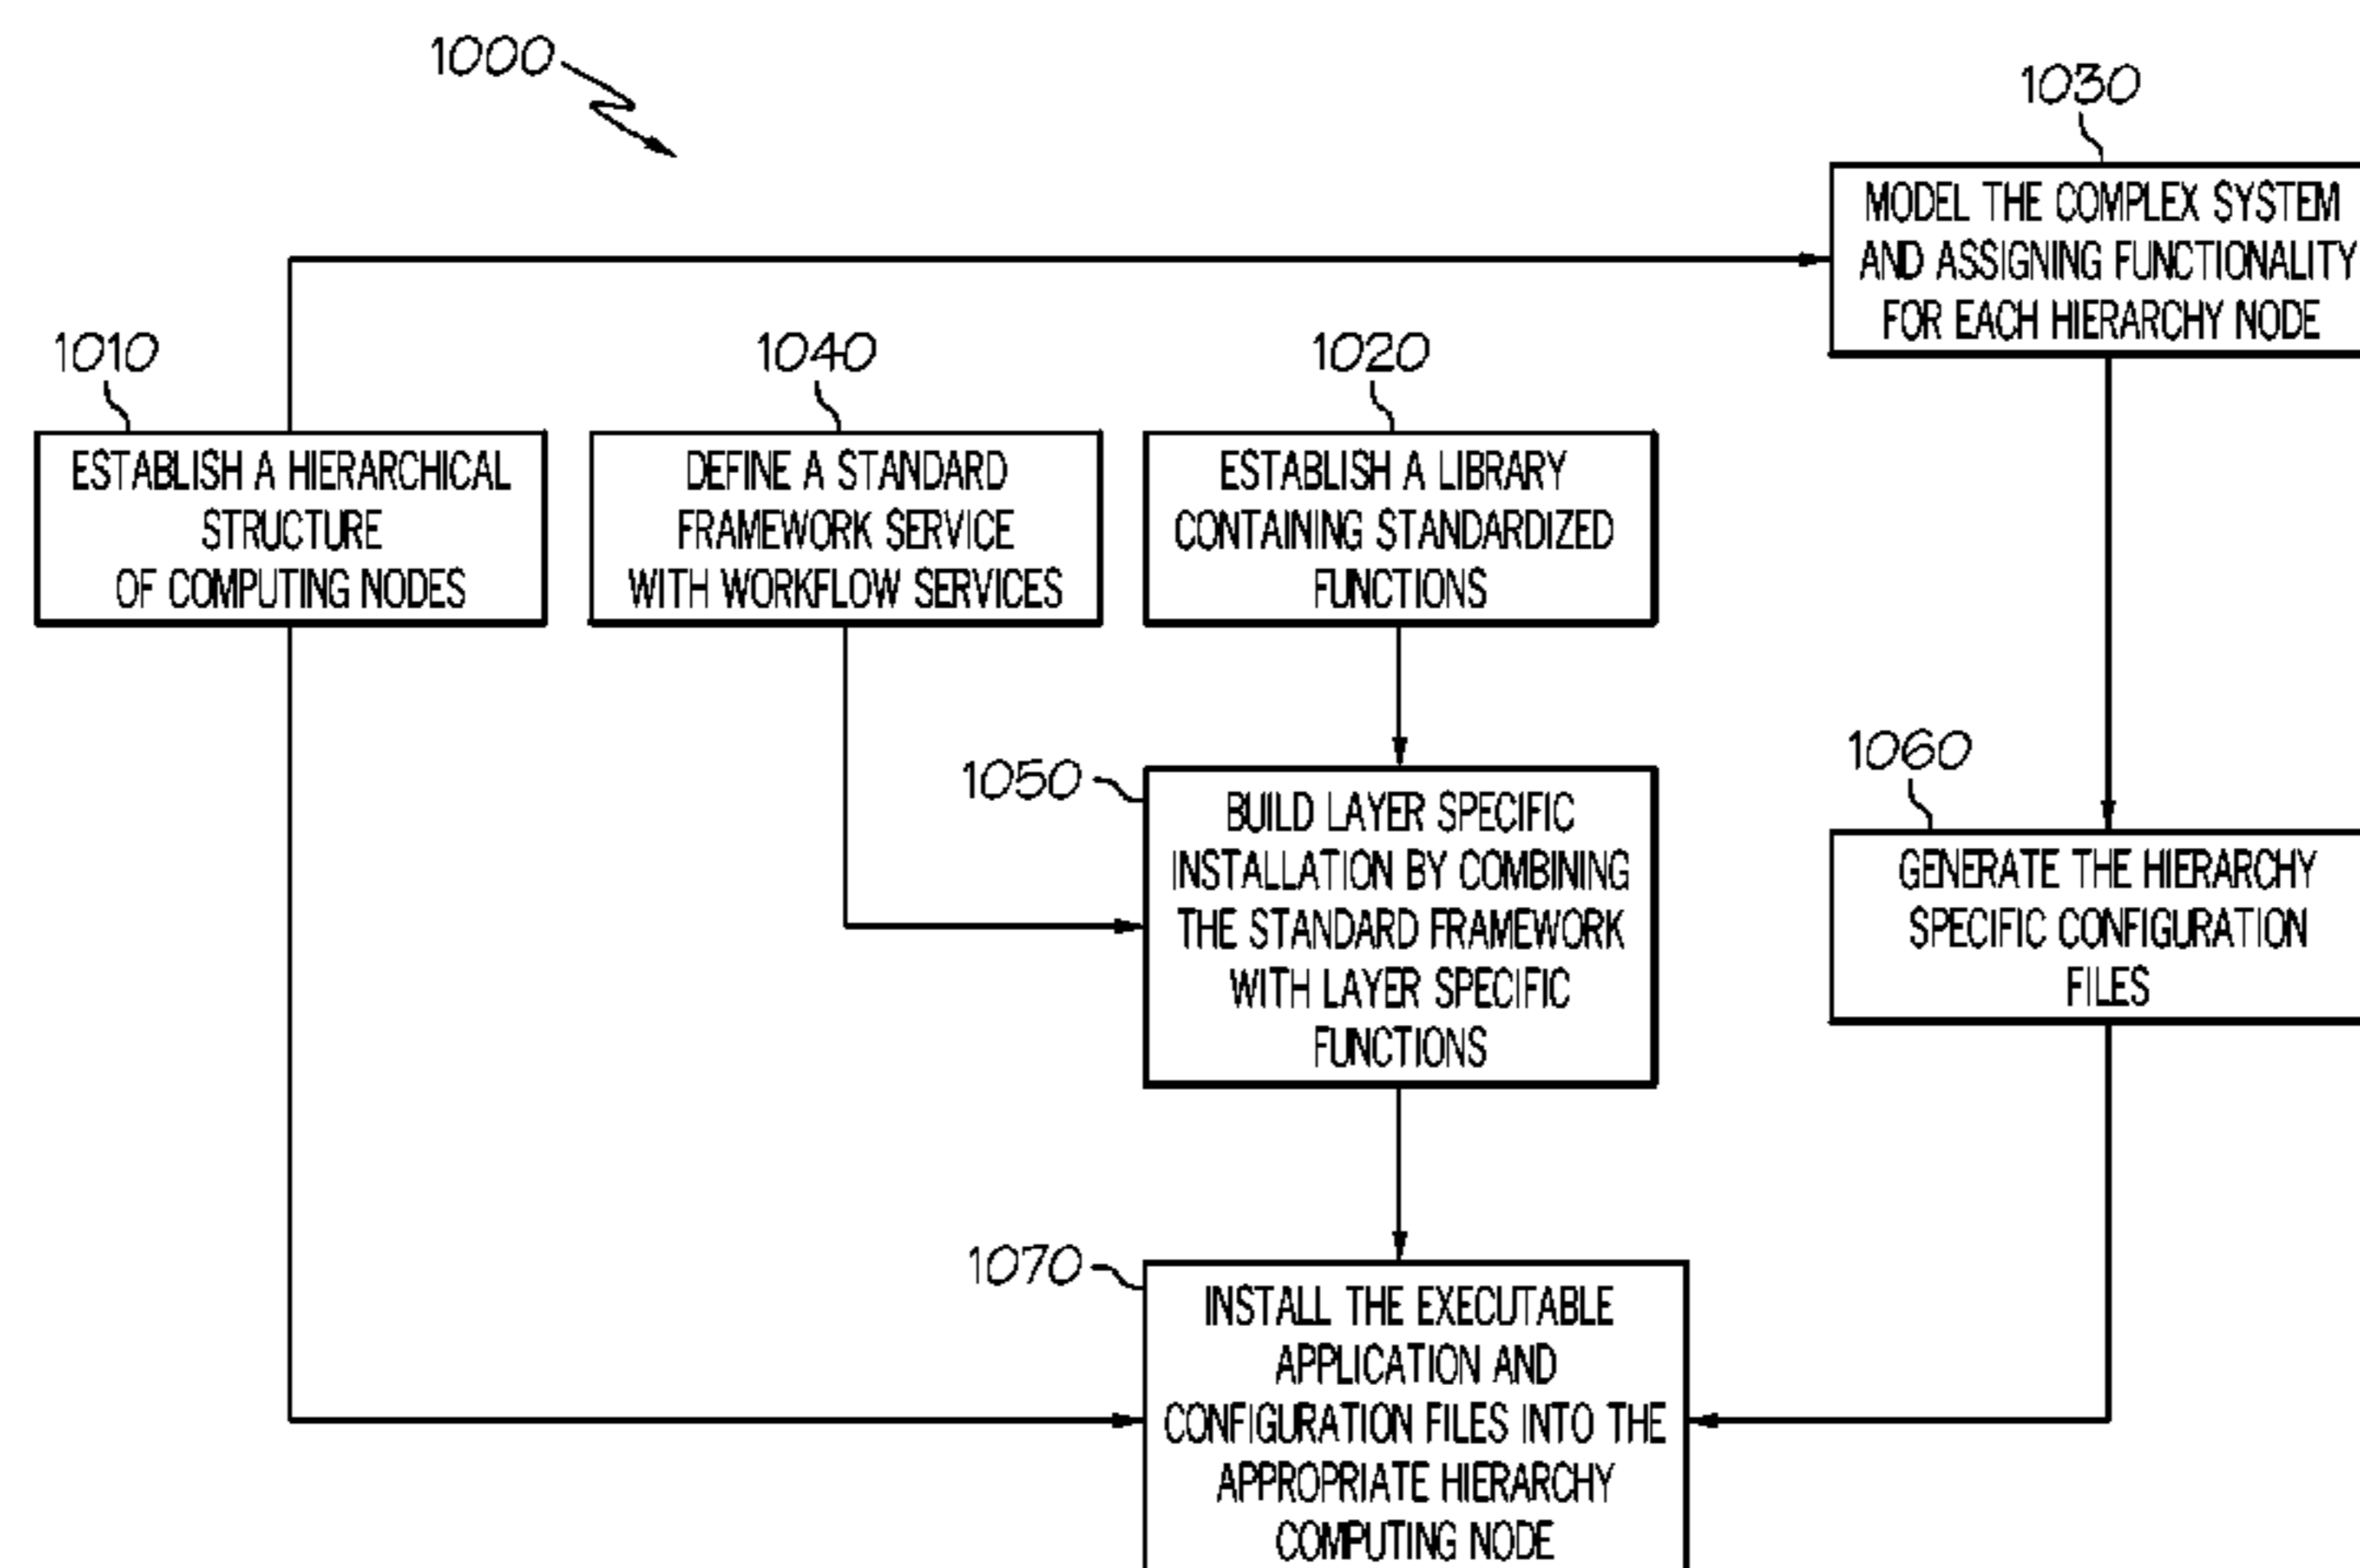 1000
1030
MODEL THE COMPLEX SYSTEM
AND ASSIGNING FUNCTIONALITY
FOR EACH HIERARCHY NODE
1010
ESTABLISH A HIERARCHICAL
STRUCTURE
OF COMPUTING NODES
1040
DEFINE A STANDARD
FRAMEWORK SERVICE
WITH WORKFLOW SERVICES
1020
ESTABLISH A LIBRARY
CONTAINING STANDARDIZED
FUNCTIONS
1050
BUILD LAYER SPECIFIC
INSTALLATION BY COMBINING
THE STANDARD FRAMEWORK
WITH LAYER SPECIFIC
FUNCTIONS
1060
GENERATE THE HIERARCHY
SPECIFIC CONFIGURATION
FILES
1070
INSTALL THE EXECUTABLE
APPLICATION AND
CONFIGURATION FILES INTO THE
APPROPRIATE HIERARCHY
COMPUTING NODE